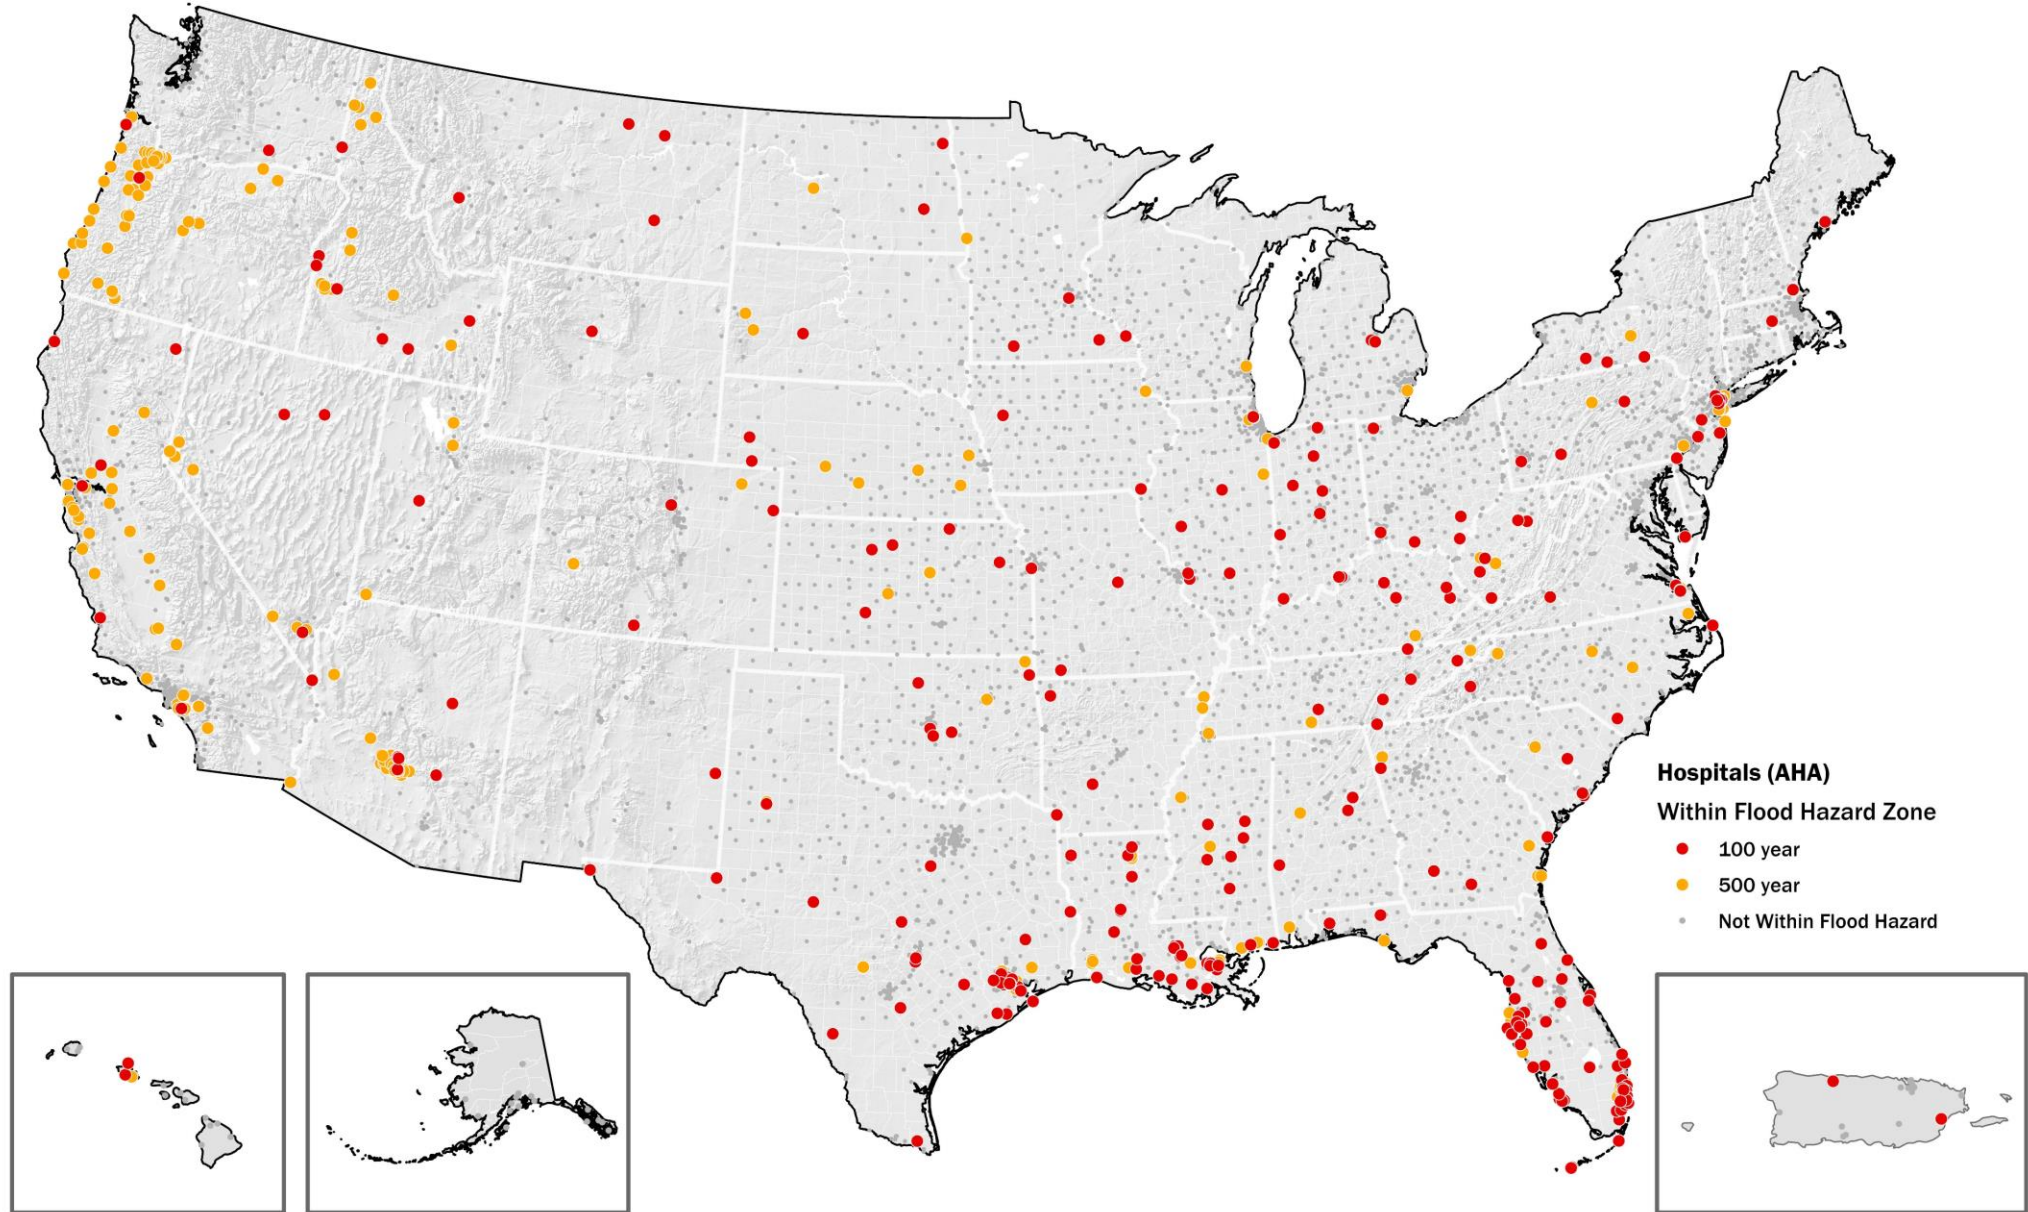 Hospitals (AHA)
Within Flood Hazard Zone
100 year
500 year
Not Within Flood Hazard